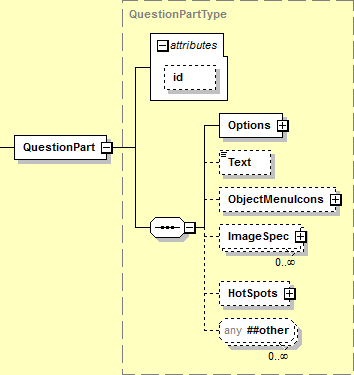 QuestionPartType
attributes
id
QuestionPart
Options
Text
ObjectMenuIcons
ImageSpec
0..∞
HotSpots
any ##other
0..∞